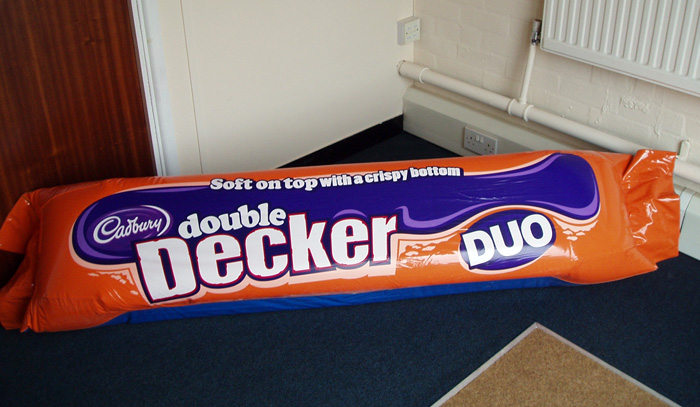 Soft on top with a crispy bottom
Cadbury
double
Decker
DUO